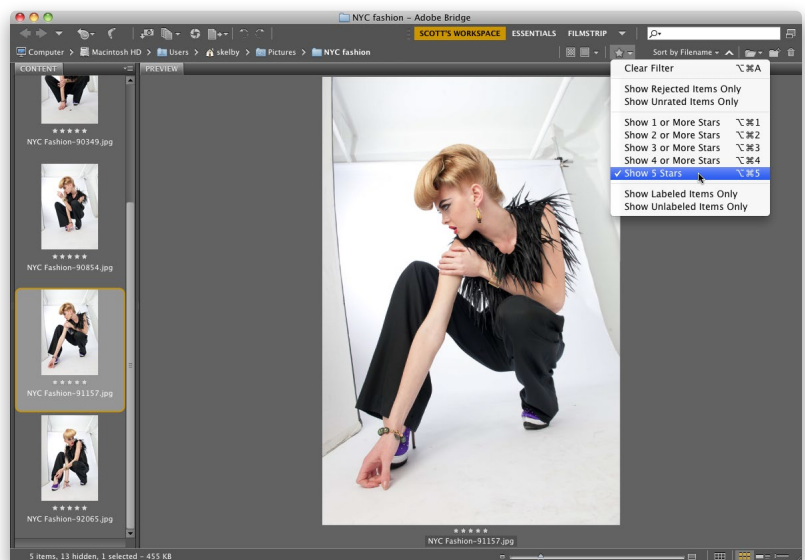 NYC fashion – Adobe Bridge
SCOTT'S WORKSPACE ESSENTIALS FILMSTRIP
Computer > Macintosh HD > Users > skelby > Pictures > NYC fashion
Sort by Filename
CONTENT
PREVIEW
Clear Filter ⌥⌘A
Show Rejected Items Only
Show Unrated Items Only
Show 1 or More Stars ⌥⌘1
Show 2 or More Stars ⌥⌘2
Show 3 or More Stars ⌥⌘3
Show 4 or More Stars ⌥⌘4
✓ Show 5 Stars ⌥⌘5
Show Labeled Items Only
Show Unlabeled Items Only
★★★★★
NYC Fashion-90349.jpg
★★★★★
NYC Fashion-90854.jpg
★★★★★
NYC Fashion-91157.jpg
★★★★★
NYC Fashion-92065.jpg
★★★★★
NYC Fashion-91157.jpg
5 items, 13 hidden, 1 selected – 455 KB